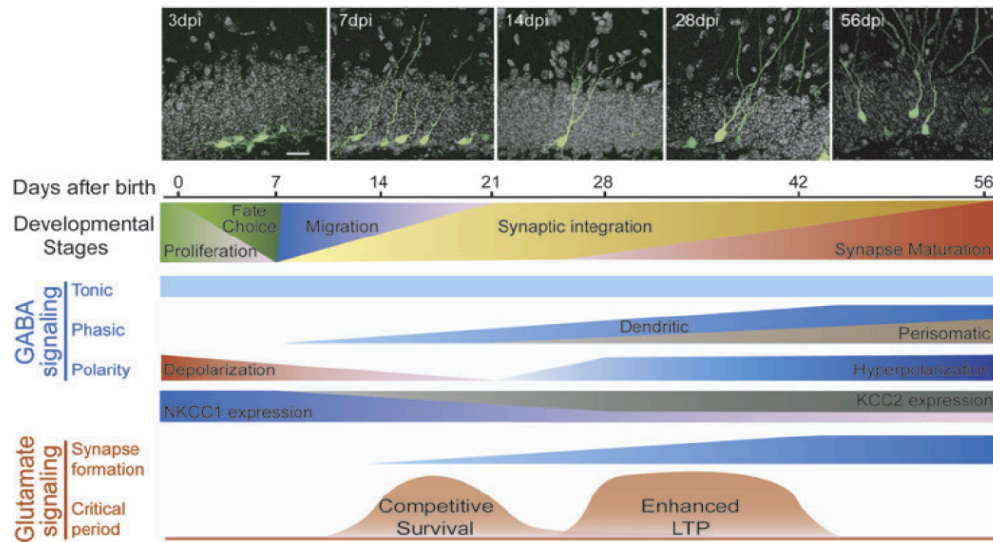 3dpi 7dpi 14dpi 28dpi 56dpi
Days after birth 0 7 14 21 28 42 56
Developmental Stages
Fate Choice
Proliferation
Migration
Synaptic integration
Synapse Maturation
GABA signaling
Tonic
Phasic
Dendritic
Perisomatic
Polarity
Depolarization
Hyperpolarization
NKCC1 expression
KCC2 expression
Glutamate signaling
Synapse formation
Critical period
Competitive Survival
Enhanced LTP